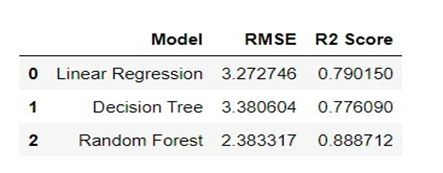 Model RMSE R2 Score
0 Linear Regression 3.272746 0.790150
1 Decision Tree 3.380604 0.776090
2 Random Forest 2.383317 0.888712